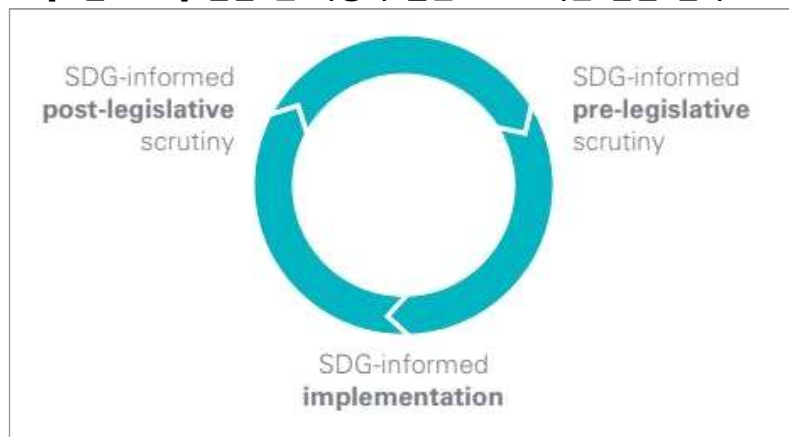 SDG-informed
post-legislative
scrutiny
SDG-informed
pre-legislative
scrutiny
SDG-informed
implementation